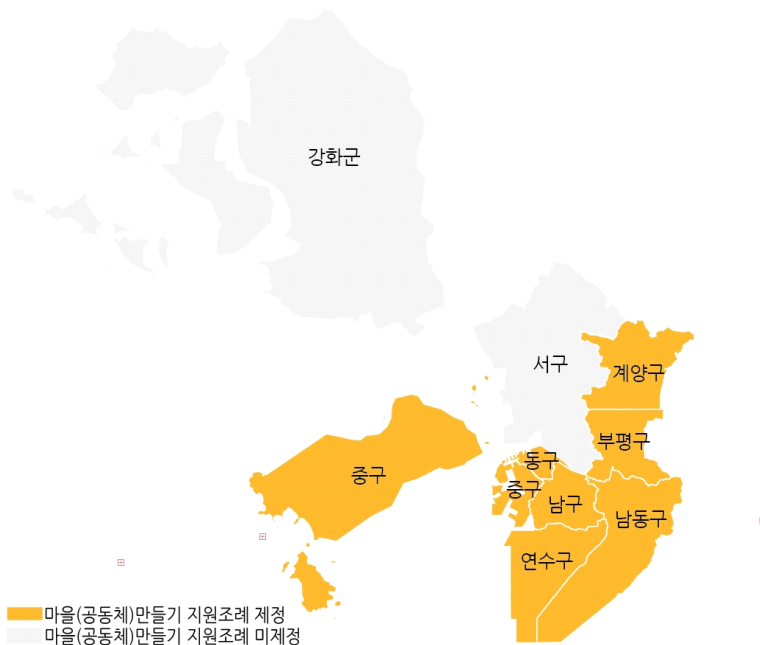 강화군
서구
계양구
부평구
동구
중구
중구
남구
남동구
연수구
마을(공동체)만들기 지원조례 제정
마을(공동체)만들기 지원조례 미제정